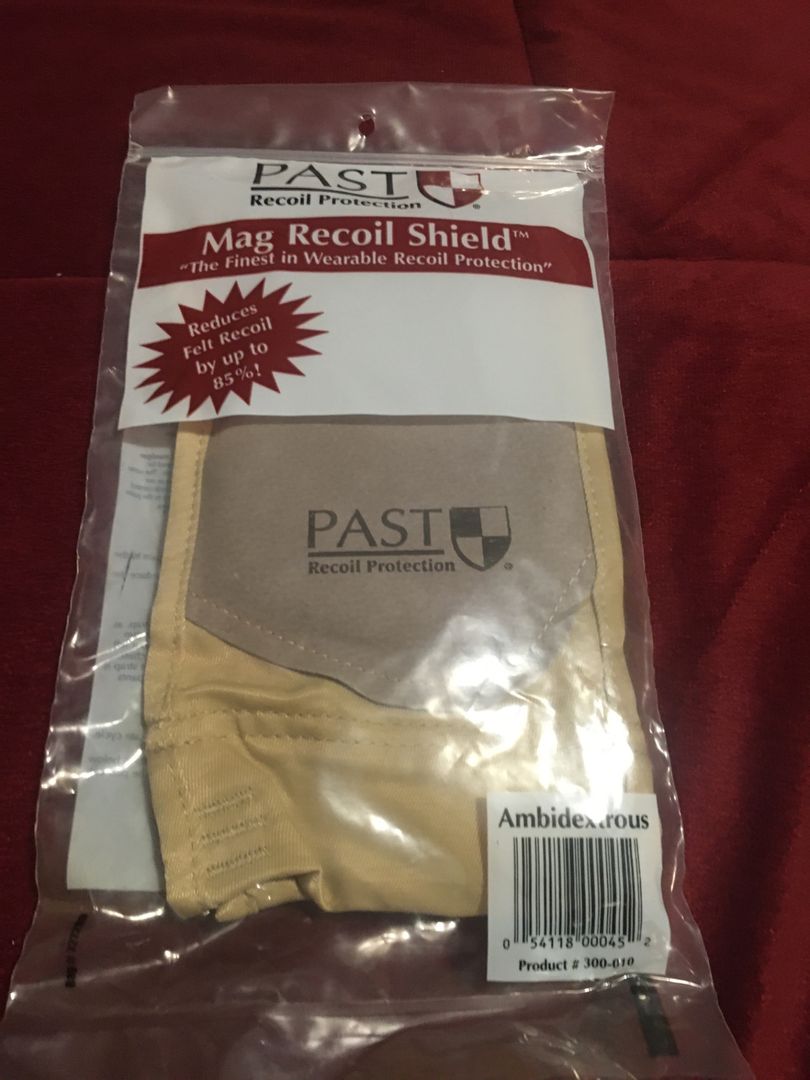 PAST
Recoil Protection
®
Mag Recoil Shield™
"The Finest in Wearable Recoil Protection"
Reduces
Felt Recoil
by up to
85%!
PAST
Recoil Protection
®
Ambidextrous
0 54118 00045 2
Product # 300-010